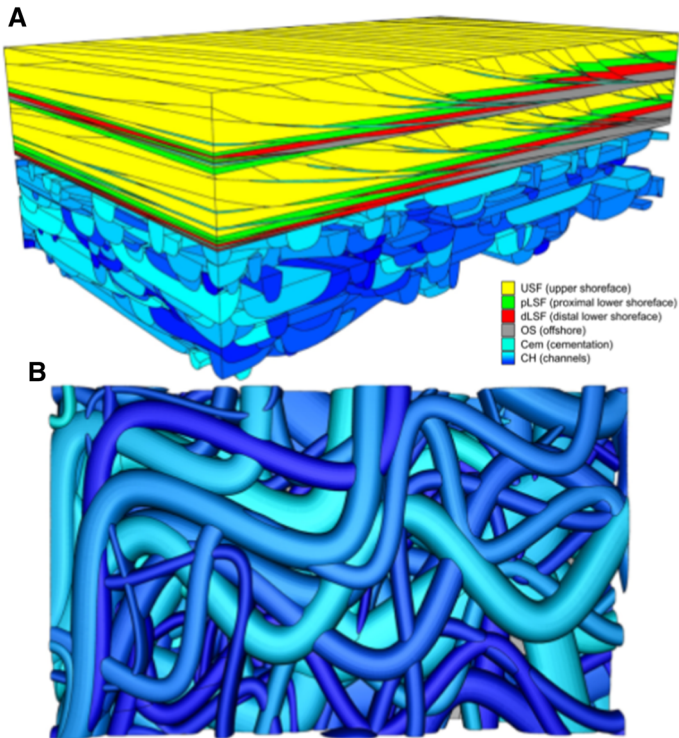 A
USF (upper shoreface)
pLSF (proximal lower shoreface)
dLSF (distal lower shoreface)
OS (offshore)
Cem (cementation)
CH (channels)
B